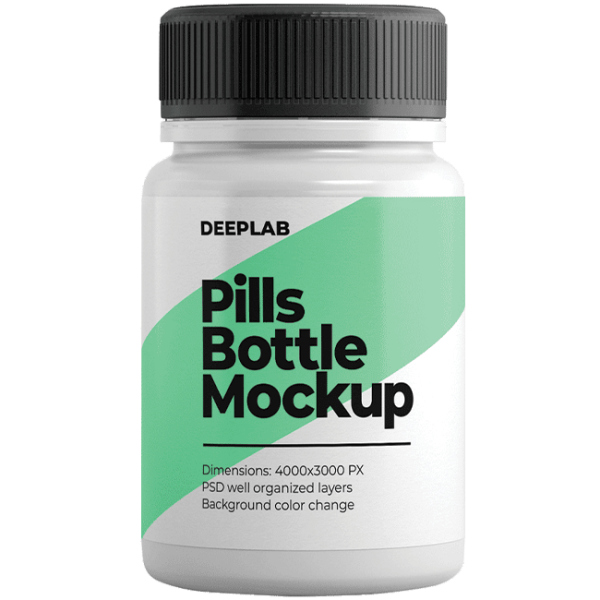 DEEPLAB
Pills
Bottle
Mockup
Dimensions: 4000x3000 PX
PSD well organized layers
Background color change